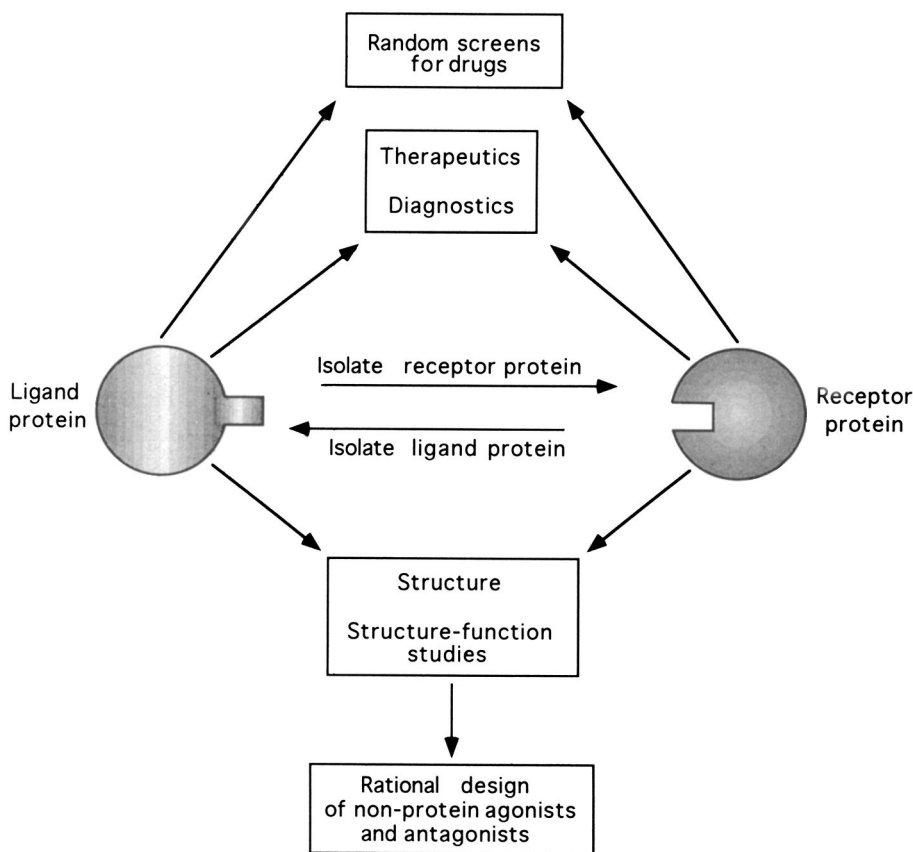 Random screens
for drugs
Therapeutics
Diagnostics
Isolate receptor protein
Ligand
protein
Receptor
protein
Isolate ligand protein
Structure
Structure-function
studies
Rational design
of non-protein agonists
and antagonists